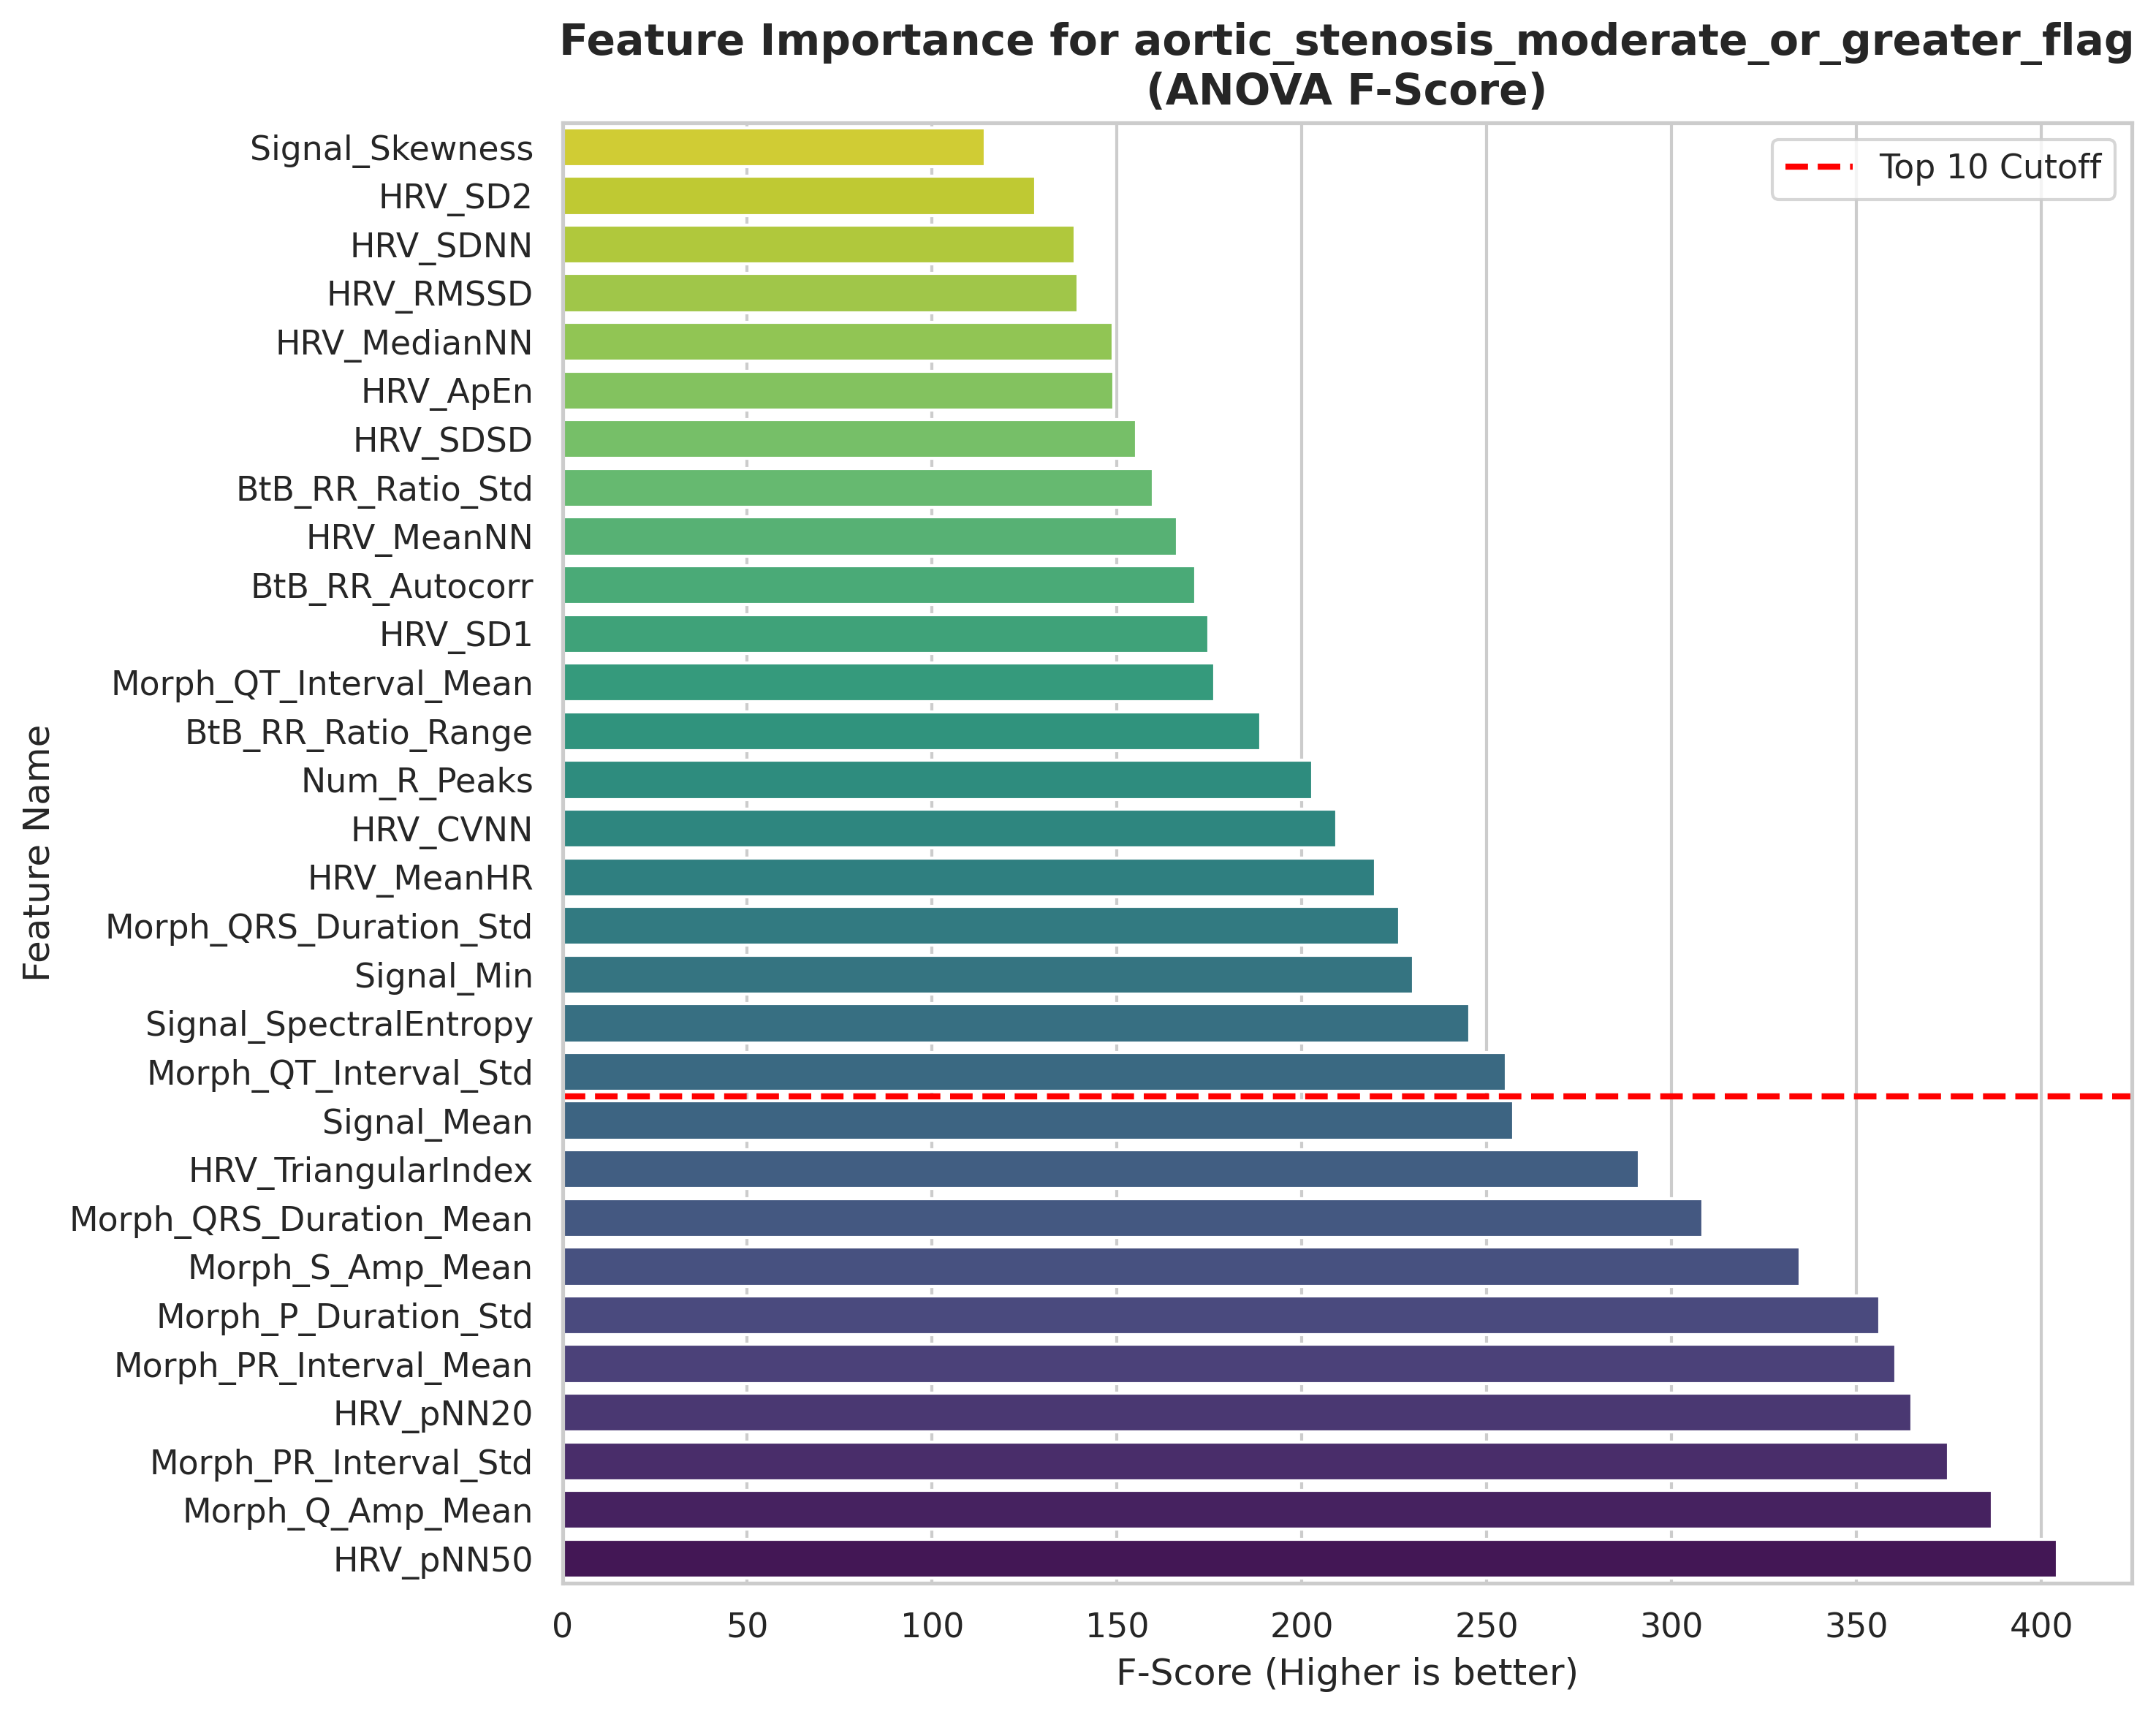 Feature Importance for aortic_stenosis_moderate_or_greater_flag
(ANOVA F-Score)
Top 10 Cutoff
Feature Name
Signal_Skewness
HRV_SD2
HRV_SDNN
HRV_RMSSD
HRV_MedianNN
HRV_ApEn
HRV_SDSD
BtB_RR_Ratio_Std
HRV_MeanNN
BtB_RR_Autocorr
HRV_SD1
Morph_QT_Interval_Mean
BtB_RR_Ratio_Range
Num_R_Peaks
HRV_CVNN
HRV_MeanHR
Morph_QRS_Duration_Std
Signal_Min
Signal_SpectralEntropy
Morph_QT_Interval_Std
Signal_Mean
HRV_TriangularIndex
Morph_QRS_Duration_Mean
Morph_S_Amp_Mean
Morph_P_Duration_Std
Morph_PR_Interval_Mean
HRV_pNN20
Morph_PR_Interval_Std
Morph_Q_Amp_Mean
HRV_pNN50
0 50 100 150 200 250 300 350 400
F-Score (Higher is better)